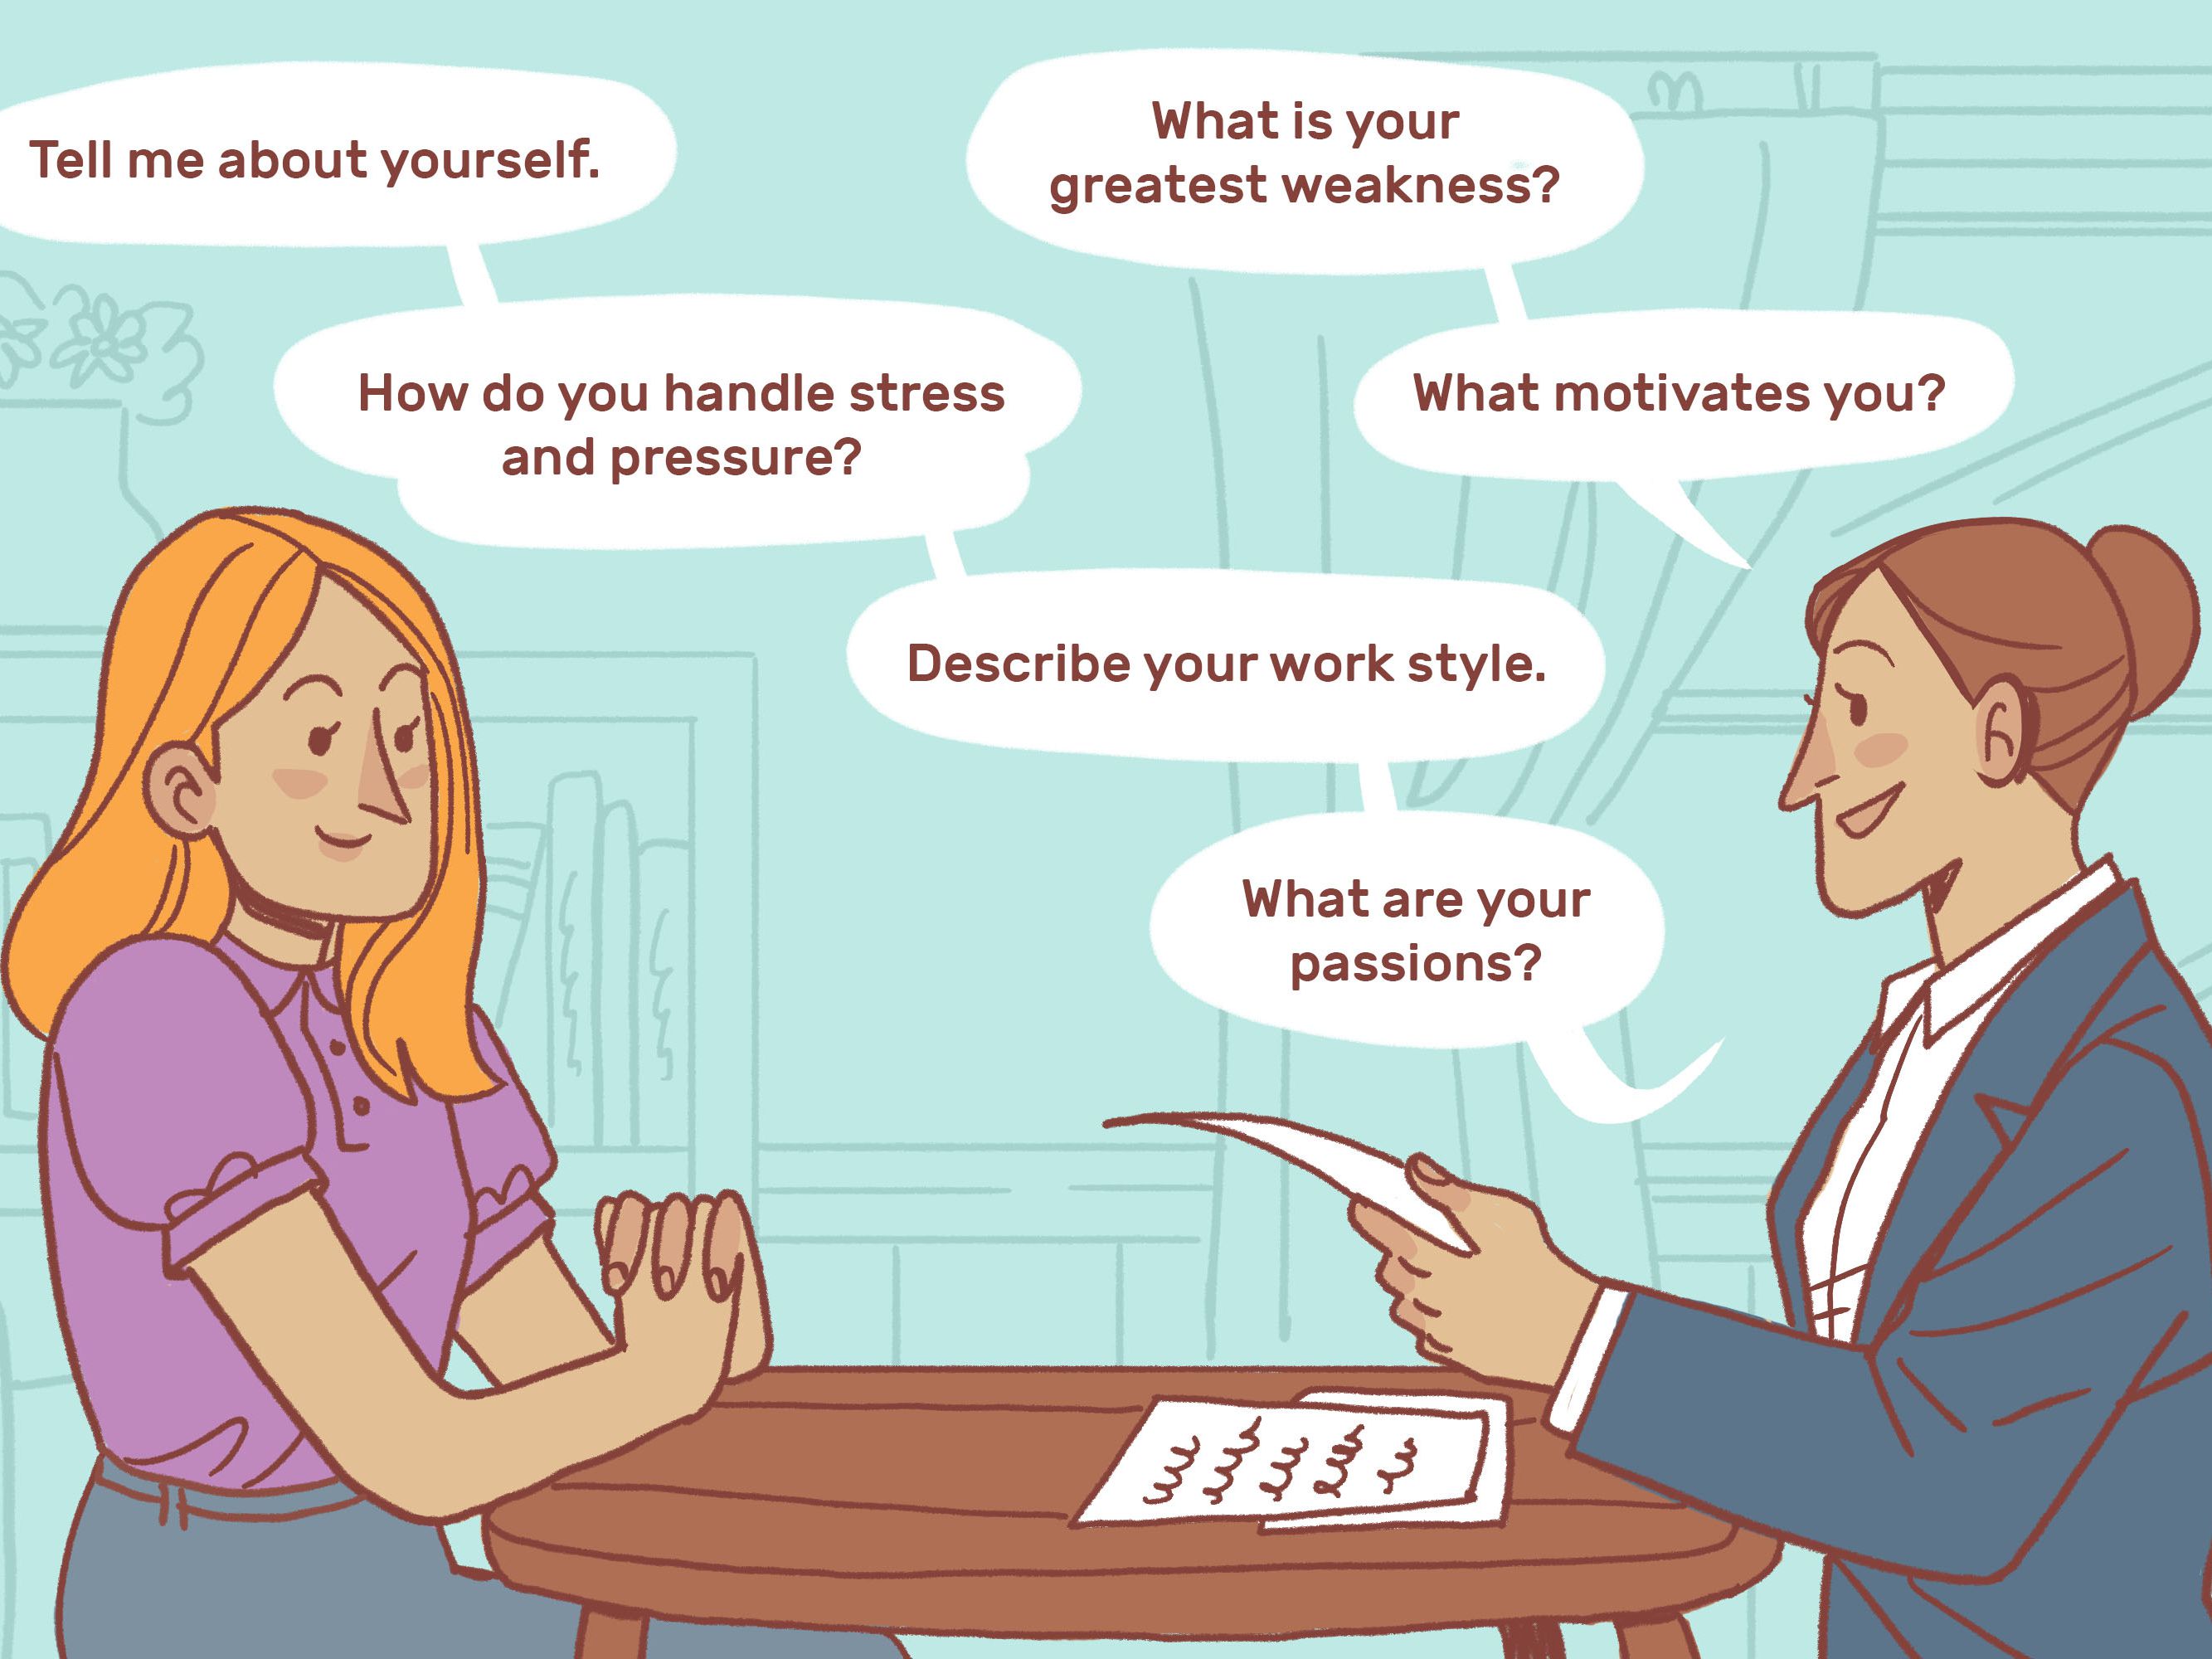 Tell me about yourself.
How do you handle stress
and pressure?
Describe your work style.
What are your
passions?
What is your
greatest weakness?
What motivates you?